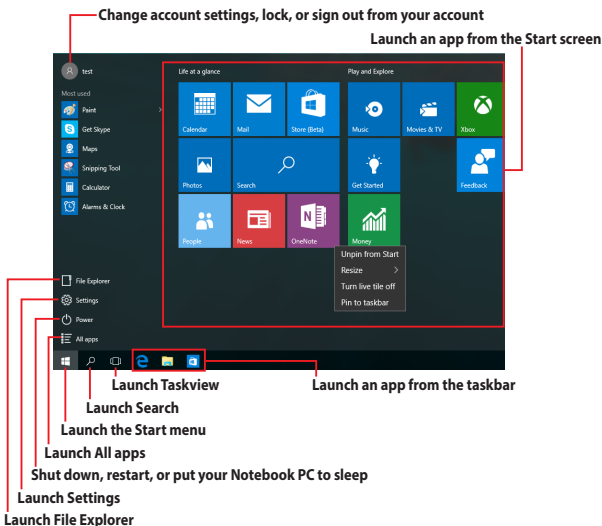 Change account settings, lock, or sign out from your account
Launch an app from the Start screen
test
Life at a glance
Play and Explore
Most used
Paint
Get Skype
Maps
Snipping Tool
Calculator
Alarms & Clock
Calendar
Mail
Store (Beta)
Music
Movies & TV
Xbox
Photos
Search
Get Started
Feedback
People
News
OneNote
Money
Unpin from Start
Resize
Turn live tile off
Pin to taskbar
File Explorer
Settings
Power
All apps
Launch Taskview
Launch an app from the taskbar
Launch Search
Launch the Start menu
Launch All apps
Shut down, restart, or put your Notebook PC to sleep
Launch Settings
Launch File Explorer